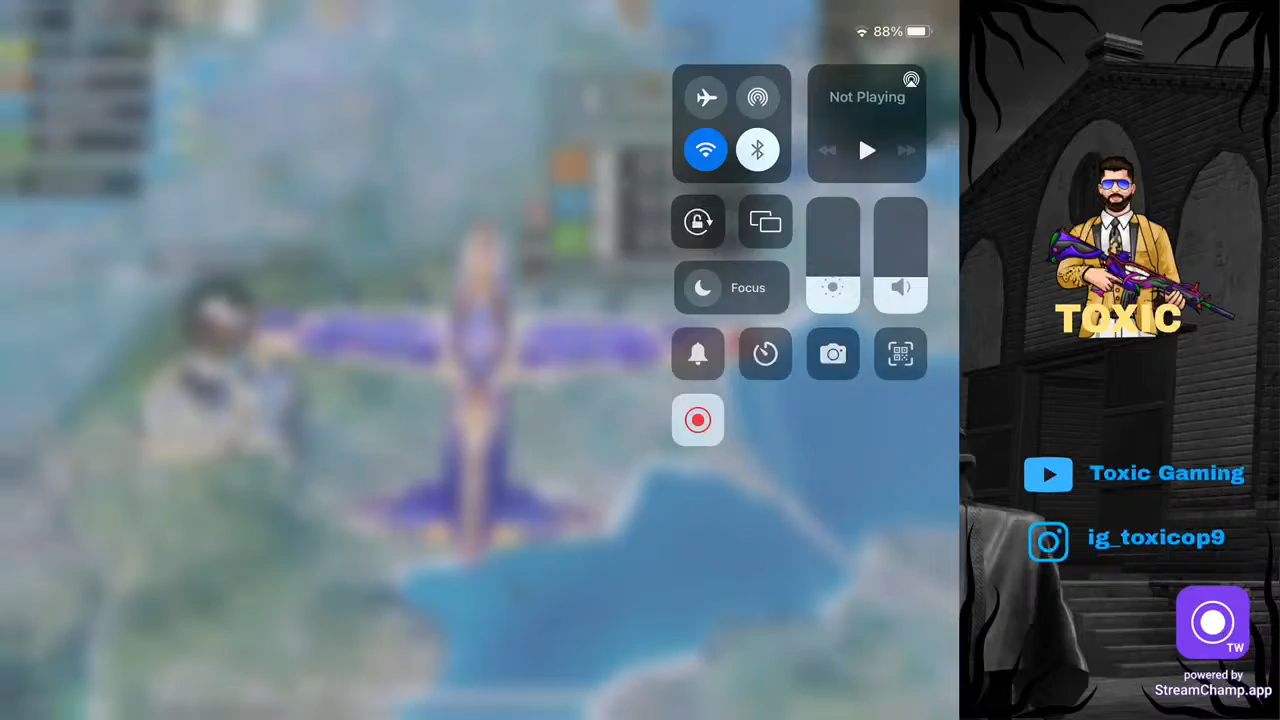 88%
Not Playing
Focus
TOXIC
Toxic Gaming
ig_toxicop9
TW
powered by
StreamChamp.app